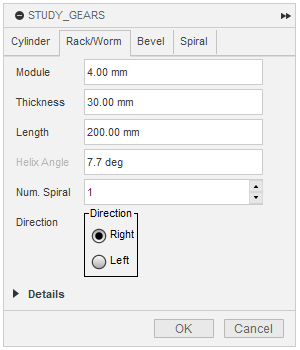 STUDY_GEARS
Cylinder Rack/Worm Bevel Spiral
Module 4.00 mm
Thickness 30.00 mm
Length 200.00 mm
Helix Angle 7.7 deg
Num. Spiral 1
Direction Direction
Right
Left
Details
OK Cancel